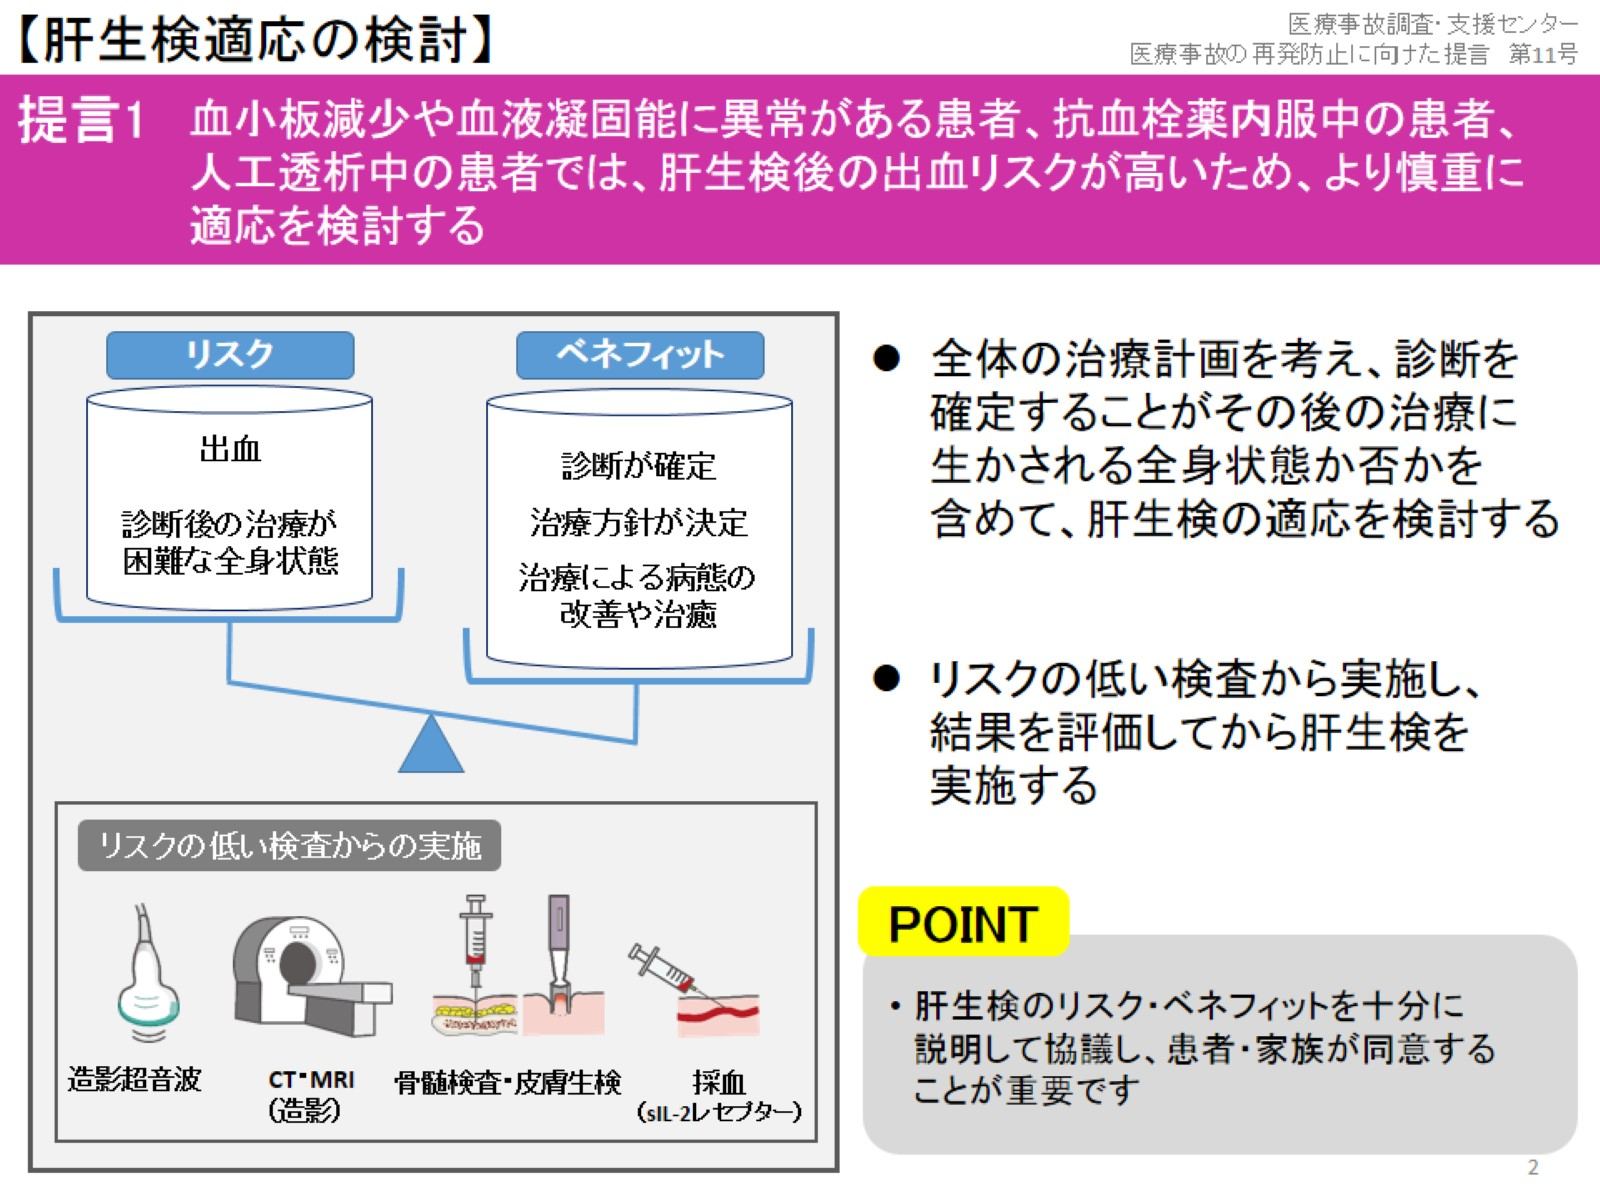 【肝生検適応の検討】
医療事故調査・支援センター
医療事故の再発防止に向けた提言 第11号
提言1 血小板減少や血液凝固能に異常がある患者、抗血栓薬内服中の患者、
人工透析中の患者では、肝生検後の出血リスクが高いため、より慎重に
適応を検討する
リスク
出血
診断後の治療が
困難な全身状態
ベネフィット
診断が確定
治療方針が決定
治療による病態の
改善や治癒
リスクの低い検査からの実施
造影超音波
CT・MRI
(造影)
骨髄検査・皮膚生検
採血
(sIL-2レセプター)
● 全体の治療計画を考え、診断を
確定することがその後の治療に
生かされる全身状態か否かを
含めて、肝生検の適応を検討する
● リスクの低い検査から実施し、
結果を評価してから肝生検を
実施する
POINT
・肝生検のリスク・ベネフィットを十分に
説明して協議し、患者・家族が同意する
ことが重要です
2